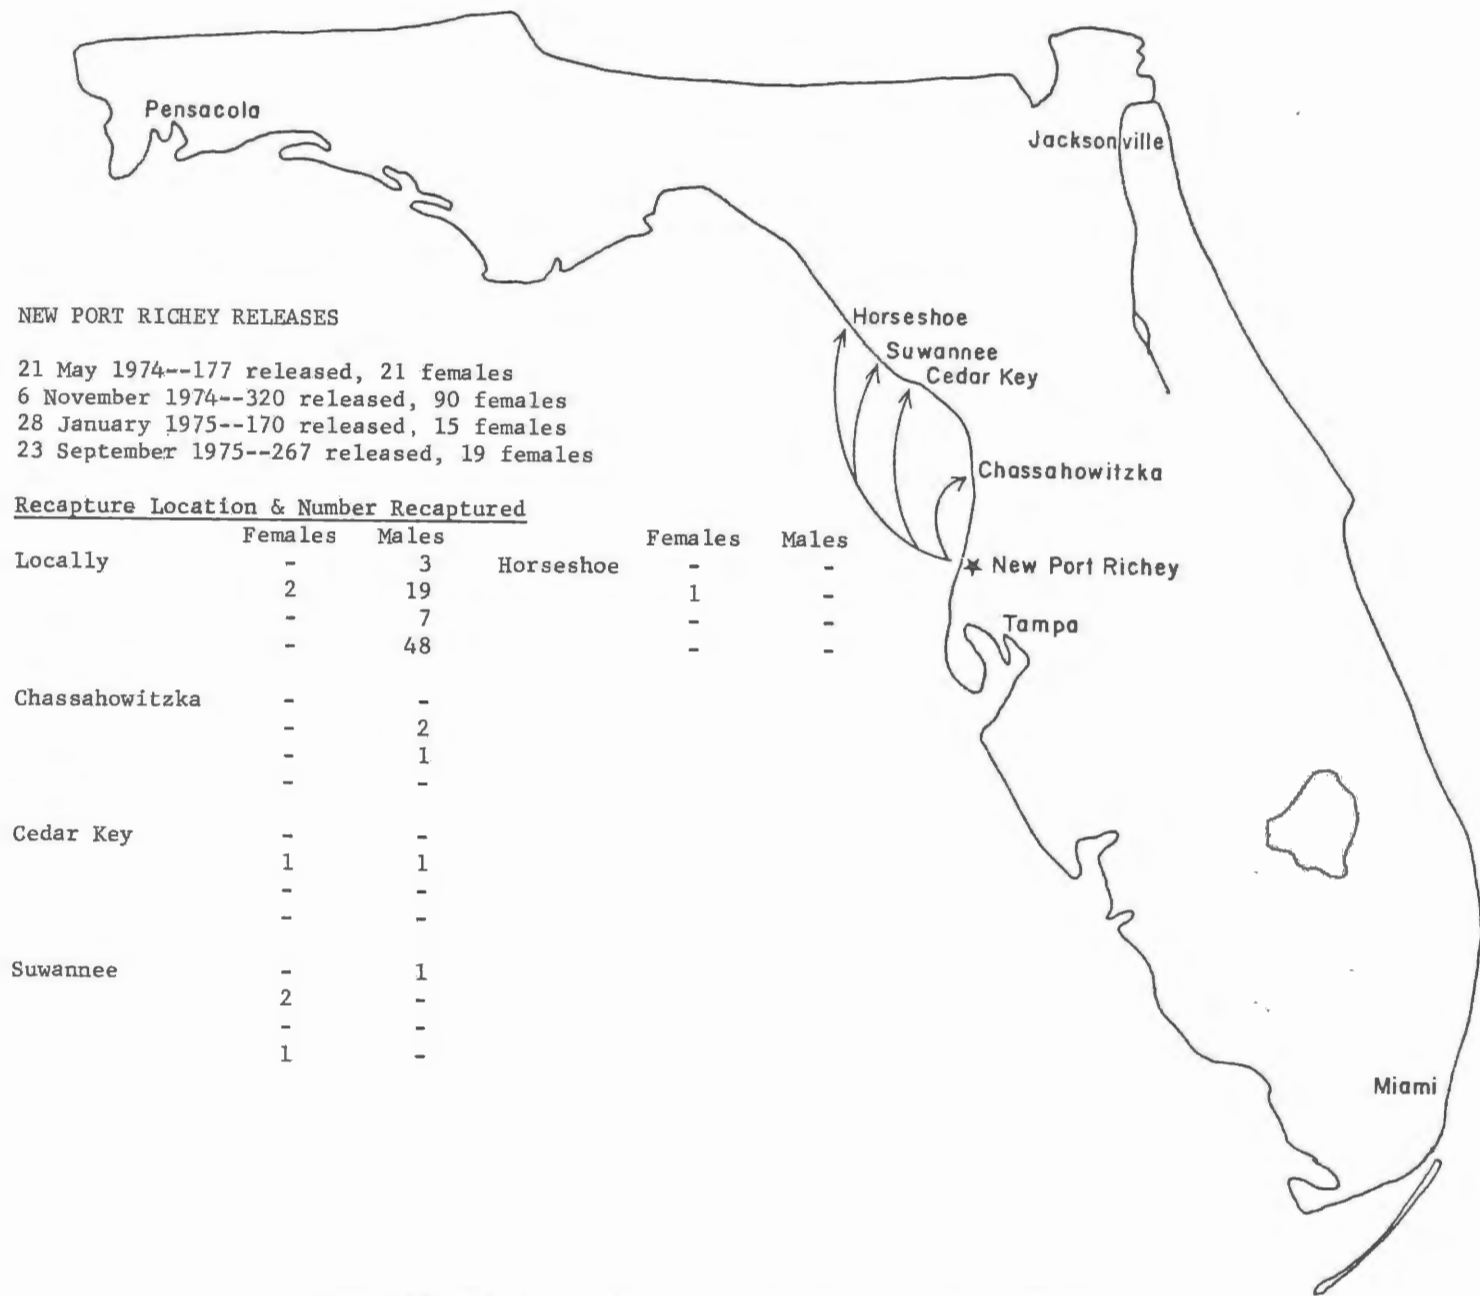 Pensacola
Jacksonville
NEW PORT RICHEY RELEASES
21 May 1974--177 released, 21 females
6 November 1974--320 released, 90 females
28 January 1975--170 released, 15 females
23 September 1975--267 released, 19 females
Recapture Location & Number Recaptured
Females Males Females Males
Locally - 3 Horseshoe - -
2 19 1 -
- 7 - -
- 48 - -
Chassahowitzka - -
- 2
- 1
- -
Cedar Key - -
1 1
- -
- -
Suwannee - 1
2 -
- -
1 -
Horseshoe
Suwannee
Cedar Key
Chassahowitzka
New Port Richey
Tampa
Miami